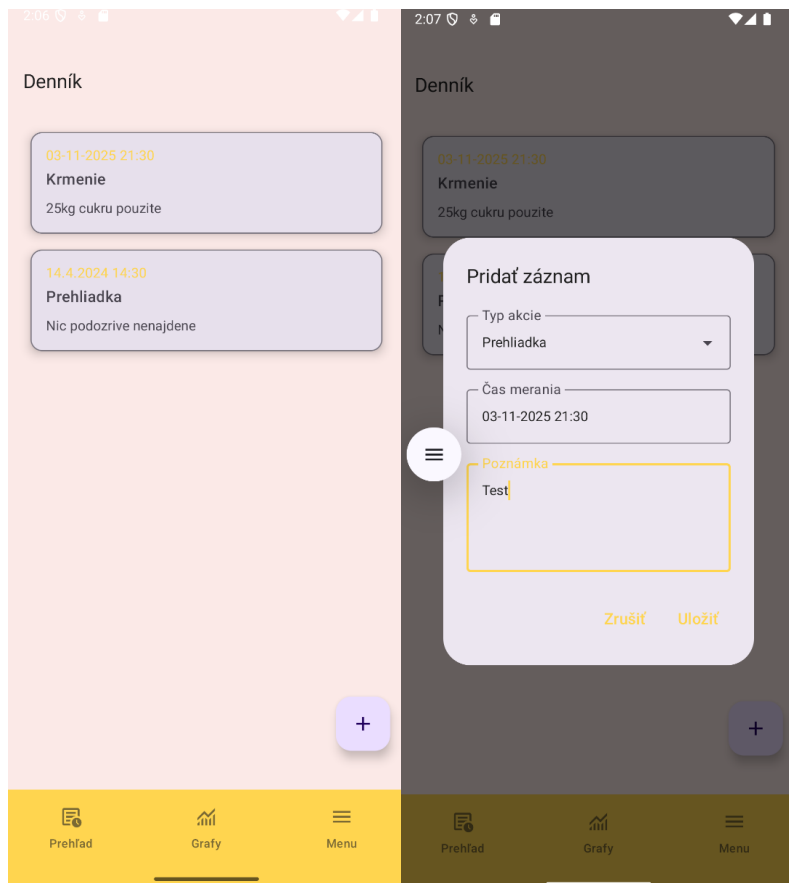 2:06
Denník
03-11-2025 21:30
Krmenie
25kg cukru pouzite
14.4.2024 14:30
Prehliadka
Nic podozrive nenajdene
Prehľad
Grafy
Menu
2:07
Denník
03-11-2025 21:30
Krmenie
25kg cukru pouzite
Pridať záznam
Typ akcie
Prehliadka
Čas merania
03-11-2025 21:30
Poznámka
Test
Zrušiť Uložiť
Prehľad
Grafy
Menu